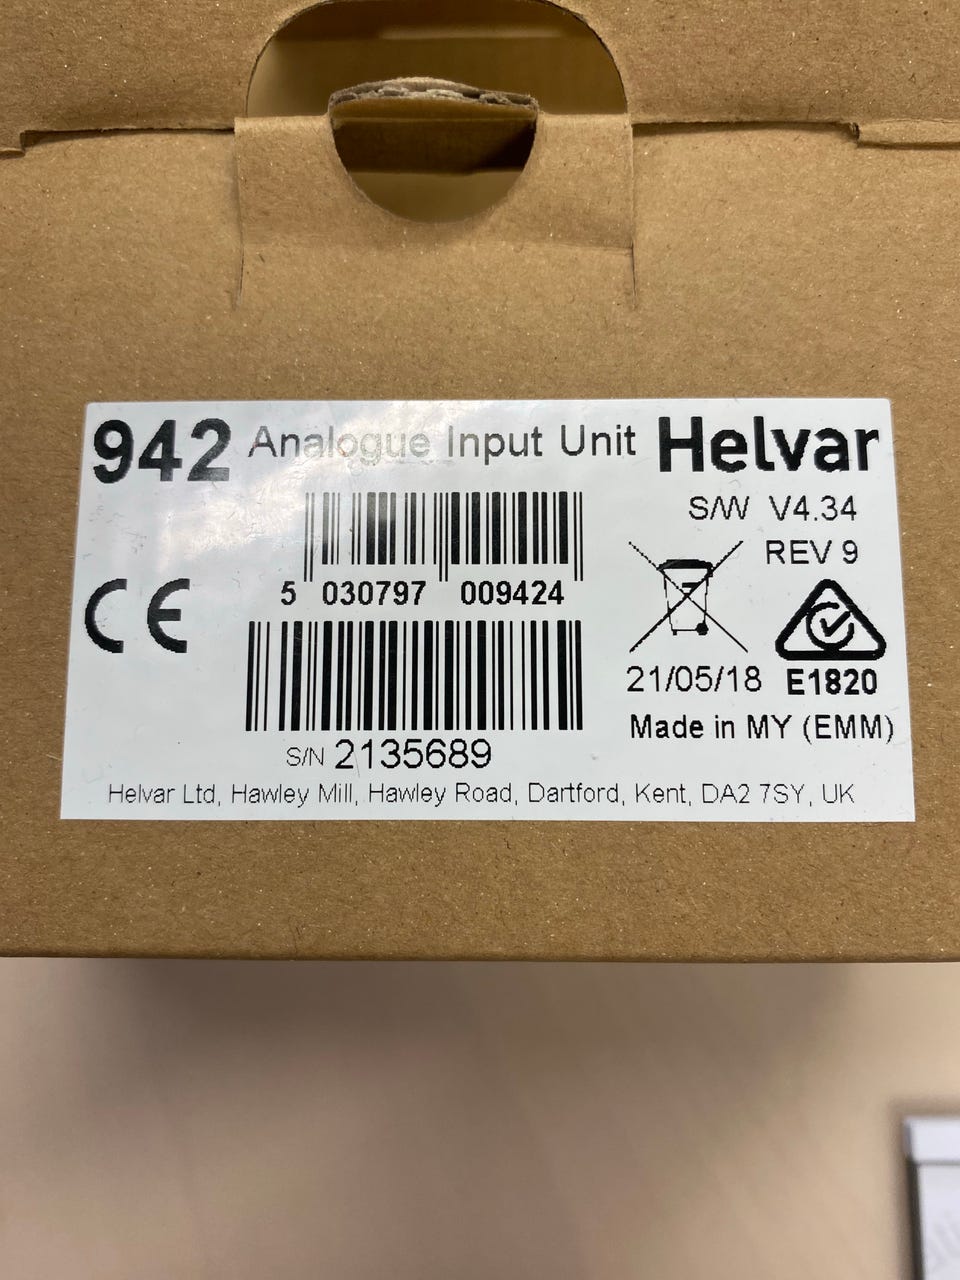 942 Analogue Input Unit Helvar
S/W V4.34
REV 9
5 030797 009424
CE
21/05/18 E1820
Made in MY (EMM)
S/N 2135689
Helvar Ltd, Hawley Mill, Hawley Road, Dartford, Kent, DA2 7SY, UK